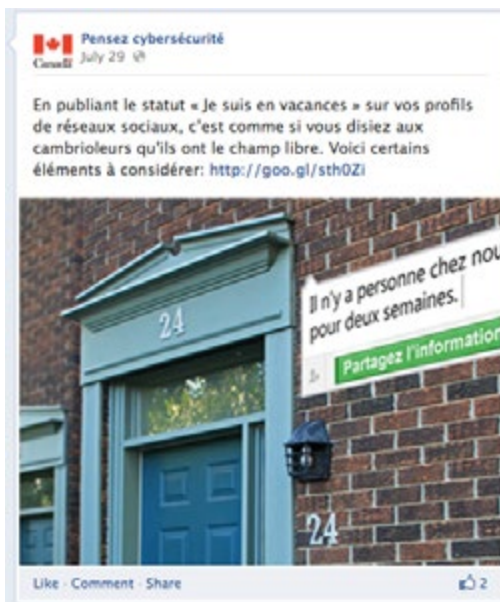 Pensez cybersécurité
Canada
July 29
En publiant le statut « Je suis en vacances » sur vos profils
de réseaux sociaux, c'est comme si vous disiez aux
cambrioleurs qu'ils ont le champ libre. Voici certains
éléments à considérer: http://goo.gl/sth0Zi
24
Il n'y a personne chez nou
pour deux semaines.
Partagez l'information
24
Like · Comment · Share
2